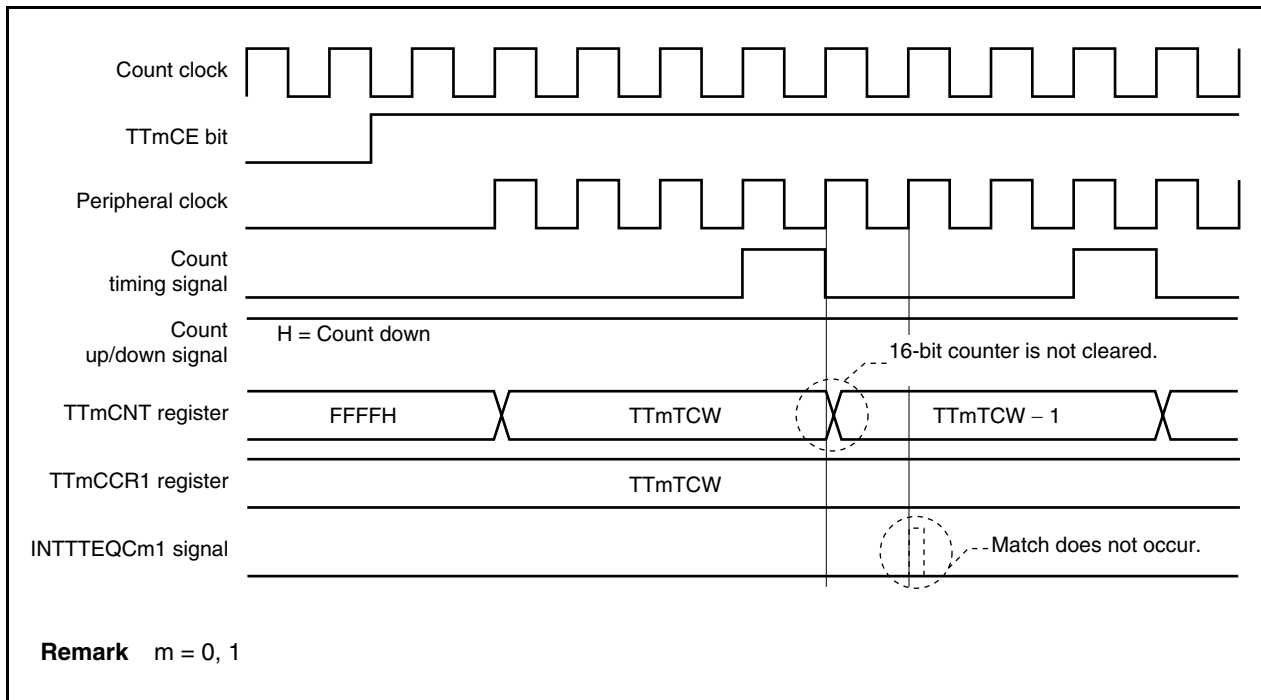 Count clock
TTmCE bit
Peripheral clock
Count
timing signal
Count
up/down signal
H = Count down
16-bit counter is not cleared.
TTmCNT register
FFFFH
TTmTCW
TTmTCW – 1
TTmCCR1 register
TTmTCW
INTTTEQCm1 signal
Match does not occur.
Remark m = 0, 1